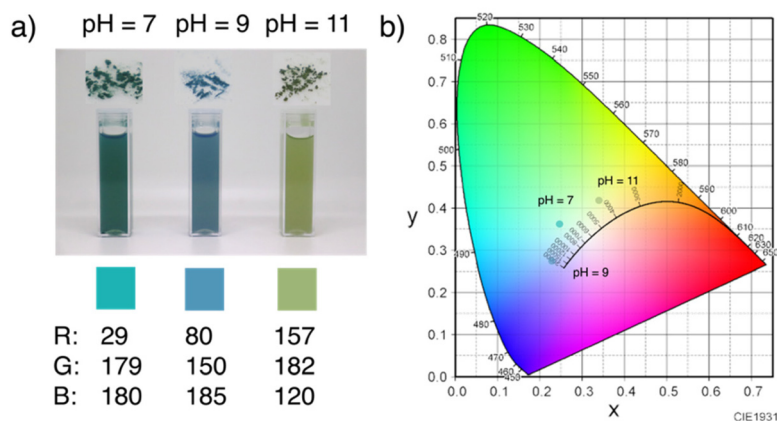 a)
pH = 7 pH = 9 pH = 11
R: 29 80 157
G: 179 150 182
B: 180 185 120
b)
520
530
510
540
550
560
500
570
580
590
600
610
620
630
650
490
480
470
460
450
pH = 11
pH = 7
pH = 9
0.8
0.7
0.6
0.5
0.4
0.3
0.2
0.1
0.0
y
0.0 0.1 0.2 0.3 0.4 0.5 0.6 0.7
x
CIE1931